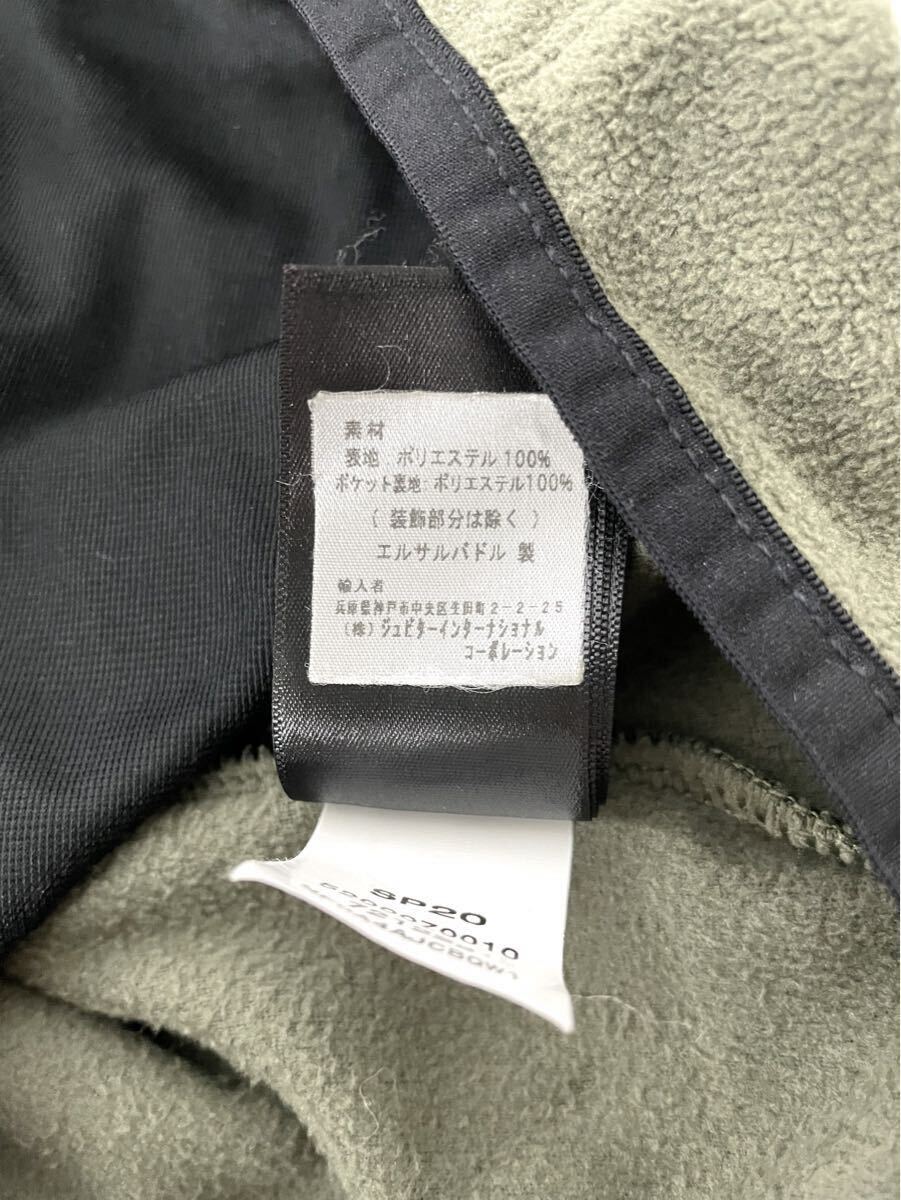 素材
表地 ポリエステル100%
ポケット裏地 ポリエステル100%
( 装飾部分は除く )
エルサルバドル 製
輸入者
兵庫県神戸市中央区生田町2-2-25
(株) ジュピターインターナショナル
コーポレーション
SP20